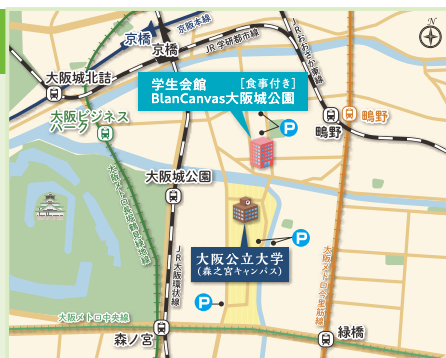 京阪本線
京橋
京橋
JR学研都市線
JRおおさか東線
N
大阪城北詰
学生会館 [食事付き]
BlanCanvas大阪城公園
P
大阪ビジネス
パーク
鴫野
鴫野
大阪メトロ長堀鶴見緑地線
大阪城公園
大阪公立大学
(森之宮キャンパス)
P
JR大阪環状線
大阪メトロ今里筋線
P
大阪メトロ中央線
森ノ宮
緑橋